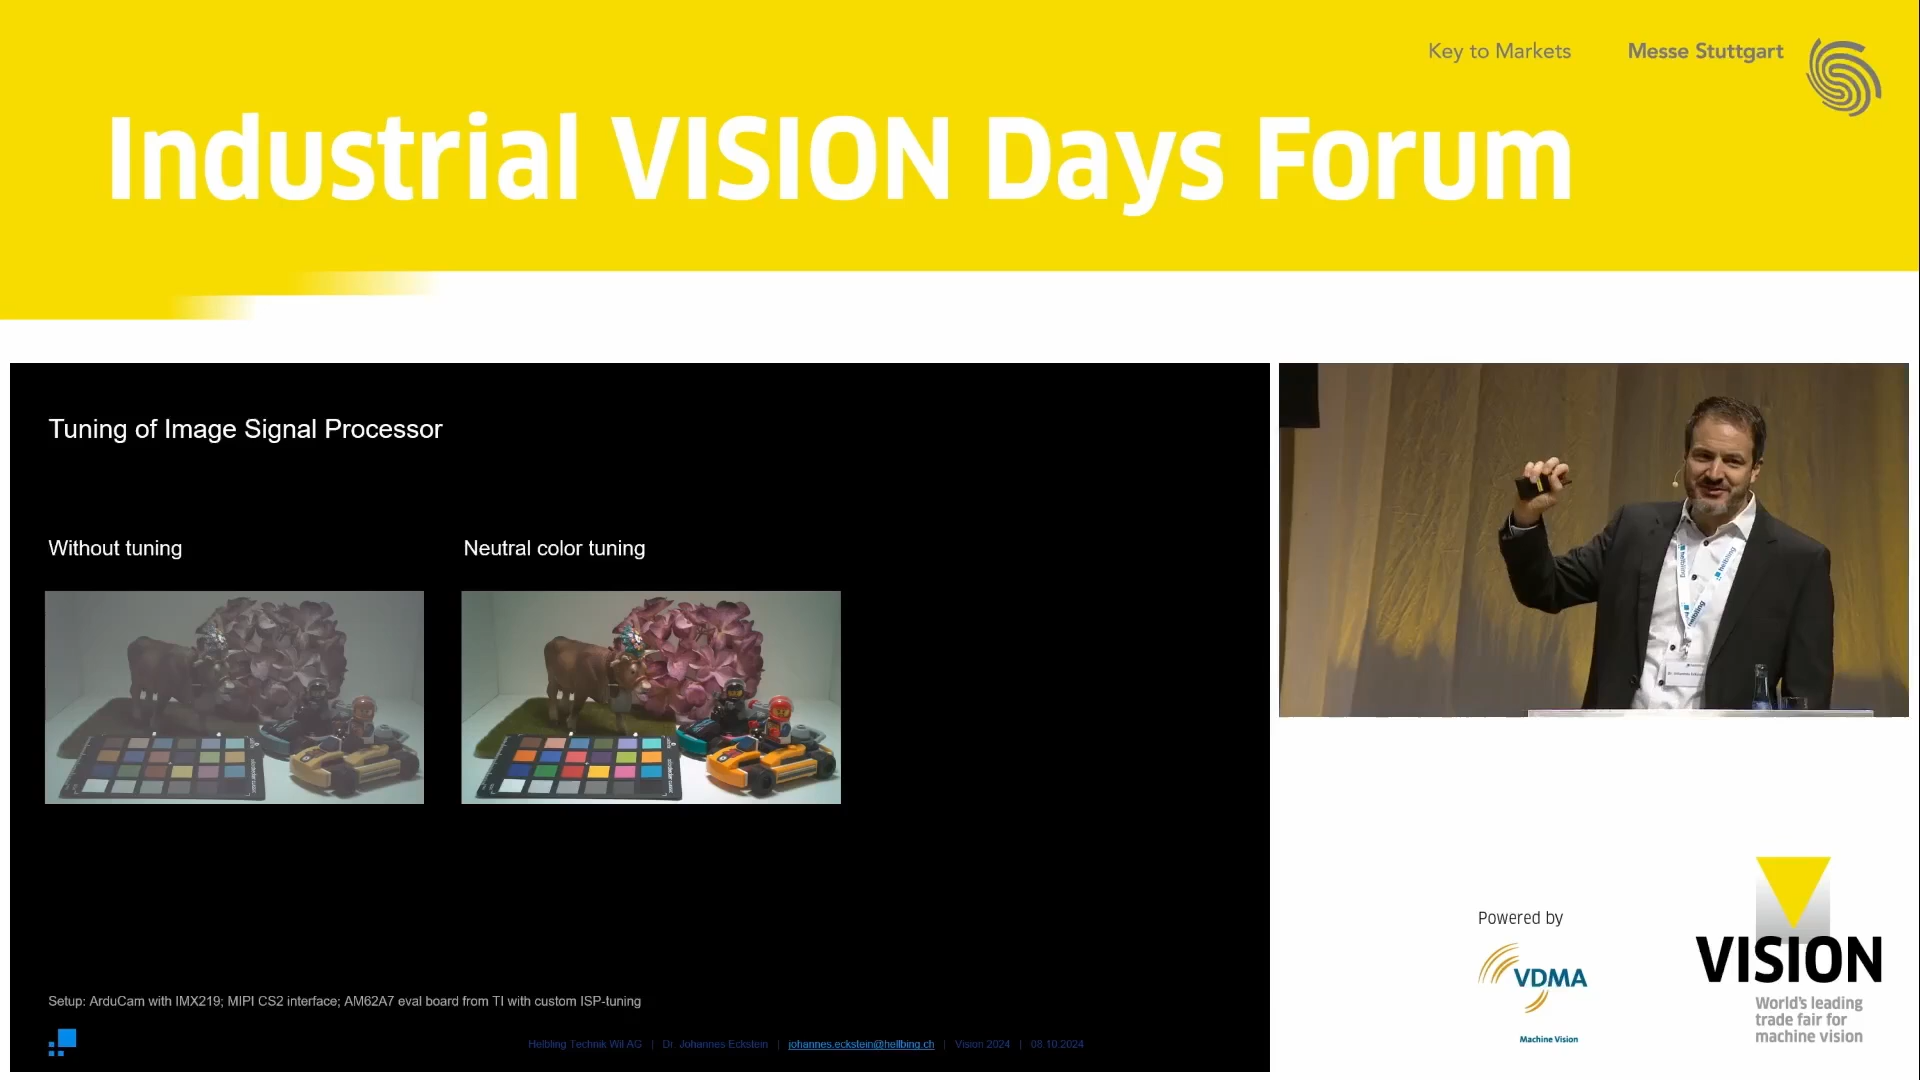 Key to Markets
Messe Stuttgart
Industrial VISION Days Forum
Tuning of Image Signal Processor
Without tuning
Neutral color tuning
Setup: ArduCam with IMX219; MIPI CS2 interface; AM62A7 eval board from TI with custom ISP-tuning
Helbling Technik Wil AG | Dr. Johannes Eckstein | johannes.eckstein@helbling.ch | Vision 2024 | 08.10.2024
helbling
Powered by
VDMA
Machine Vision
VISION
World's leading
trade fair for
machine vision